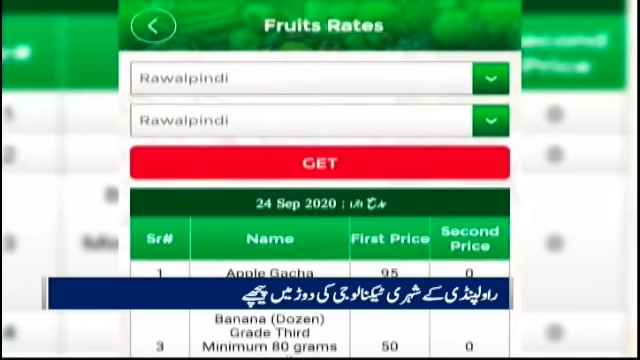 Fruits Rates
Rawalpindi
Rawalpindi
GET
24 Sep 2020 : تاریخ اجرا
Sr# Name First Price Second Price
1 Apple Gacha 95 0
راولپنڈی کے شہری ٹیکنالوجی کی دوڑ میں پیچھے
Banana (Dozen)
Grade Third
3 Minimum 80 grams 50 0